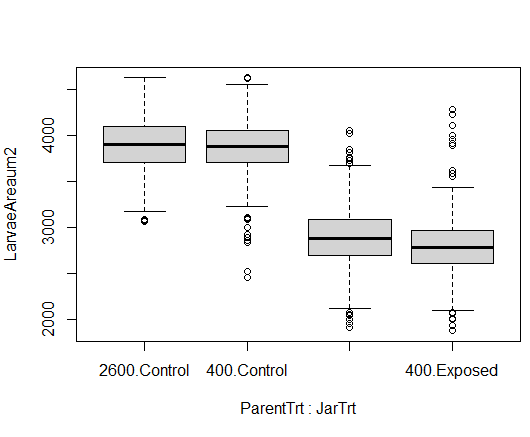 LarvaeAreaum2
4000
3000
2000
2600.Control 400.Control 400.Exposed
ParentTrt : JarTrt